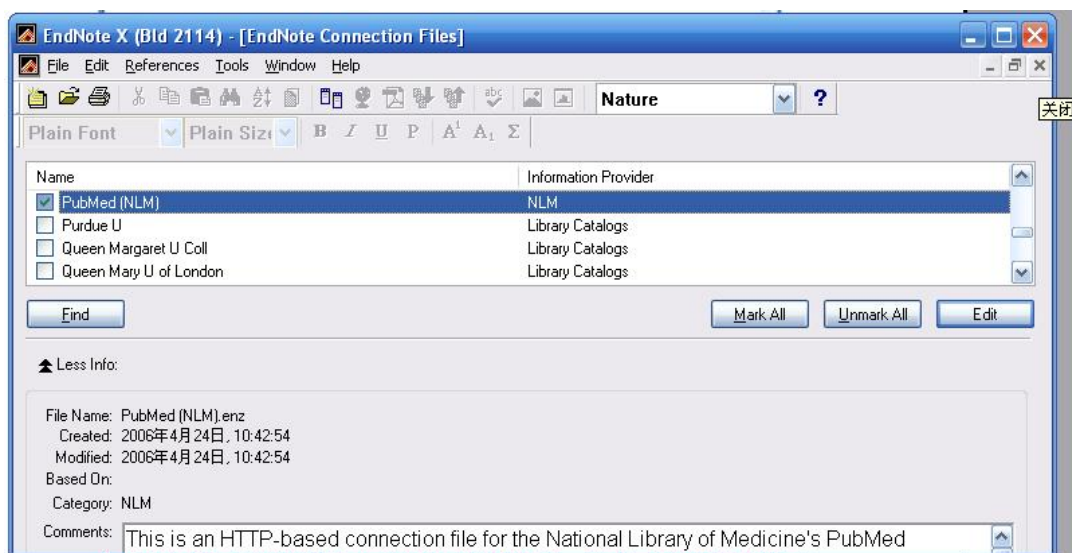 EndNote X (Bld 2114) - [EndNote Connection Files]
File Edit References Tools Window Help
Nature
?
关闭
Plain Font Plain Siz B I U P A¹ A₁ Σ
Name Information Provider
PubMed (NLM) NLM
Purdue U Library Catalogs
Queen Margaret U Coll Library Catalogs
Queen Mary U of London Library Catalogs
Find Mark All Unmark All Edit
Less Info:
File Name: PubMed (NLM).enz
Created: 2006年4月24日, 10:42:54
Modified: 2006年4月24日, 10:42:54
Based On:
Category: NLM
Comments: This is an HTTP-based connection file for the National Library of Medicine's PubMed